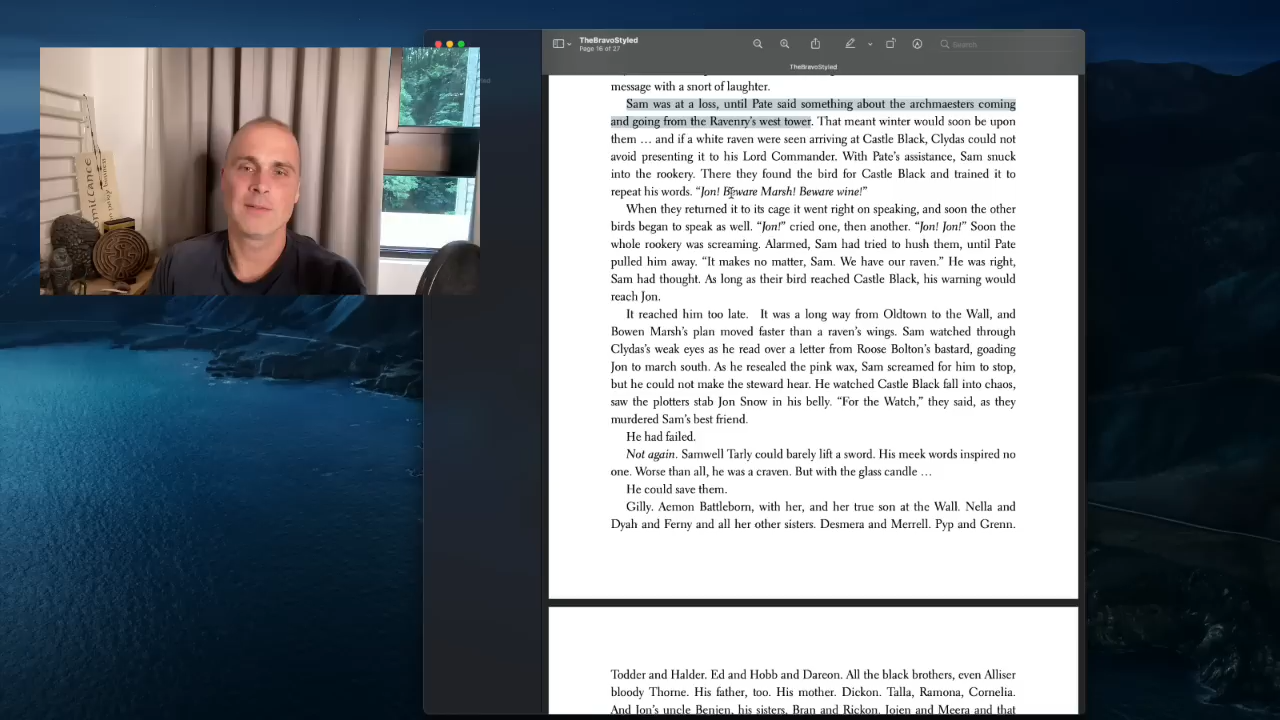 TheBravoStyled
Page 16 of 27
Search
TheBravoStyled
message with a snort of laughter.
Sam was at a loss, until Pate said something about the archmaesters coming
and going from the Ravenry's west tower. That meant winter would soon be upon
them … and if a white raven were seen arriving at Castle Black, Clydas could not
avoid presenting it to his Lord Commander. With Pate's assistance, Sam snuck
into the rookery. There they found the bird for Castle Black and trained it to
repeat his words. “Jon! Beware Marsh! Beware wine!”
When they returned it to its cage it went right on speaking, and soon the other
birds began to speak as well. “Jon!” cried one, then another. “Jon! Jon!” Soon the
whole rookery was screaming. Alarmed, Sam had tried to hush them, until Pate
pulled him away. “It makes no matter, Sam. We have our raven.” He was right,
Sam had thought. As long as their bird reached Castle Black, his warning would
reach Jon.
It reached him too late. It was a long way from Oldtown to the Wall, and
Bowen Marsh's plan moved faster than a raven's wings. Sam watched through
Clydas's weak eyes as he read over a letter from Roose Bolton's bastard, goading
Jon to march south. As he resealed the pink wax, Sam screamed for him to stop,
but he could not make the steward hear. He watched Castle Black fall into chaos,
saw the plotters stab Jon Snow in his belly. “For the Watch,” they said, as they
murdered Sam's best friend.
He had failed.
Not again. Samwell Tarly could barely lift a sword. His meek words inspired no
one. Worse than all, he was a craven. But with the glass candle …
He could save them.
Gilly. Aemon Battleborn, with her, and her true son at the Wall. Nella and
Dyah and Ferny and all her other sisters. Desmera and Merrell. Pyp and Grenn.
Todder and Halder. Ed and Hobb and Dareon. All the black brothers, even Alliser
bloody Thorne. His father, too. His mother. Dickon. Talla, Ramona, Cornelia.
And Jon's uncle Benjen, his sisters, Bran and Rickon. Jojen and Meera and that